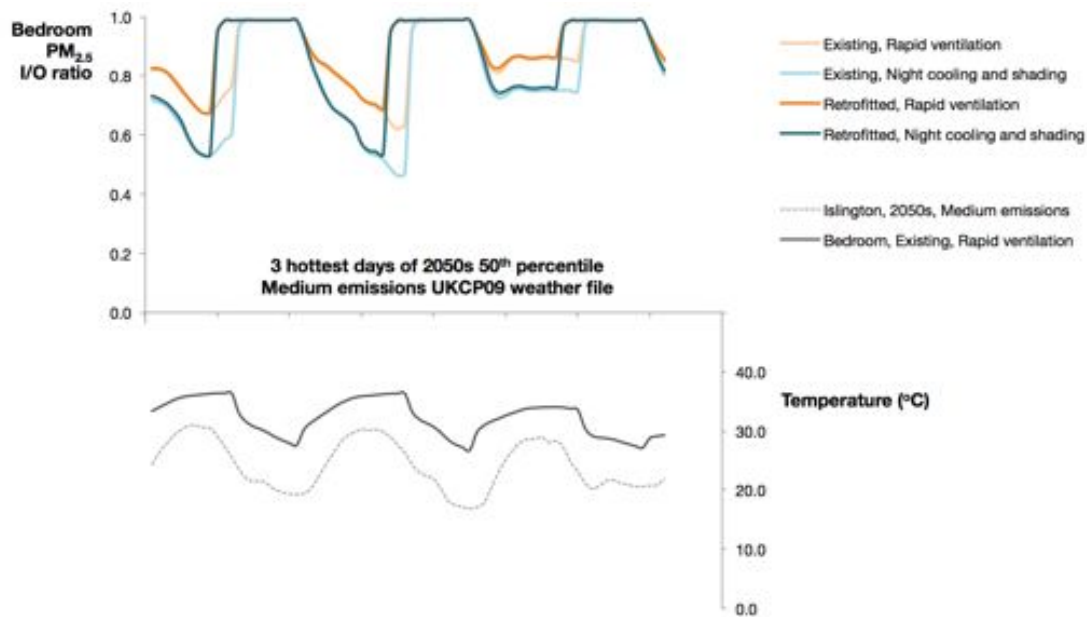 Bedroom
PM2.5
I/O ratio
1.0
0.8
0.6
0.4
0.2
0.0
3 hottest days of 2050s 50th percentile
Medium emissions UKCP09 weather file
Existing, Rapid ventilation
Existing, Night cooling and shading
Retrofitted, Rapid ventilation
Retrofitted, Night cooling and shading
Islington, 2050s, Medium emissions
Bedroom, Existing, Rapid ventilation
40.0
30.0
20.0
10.0
0.0
Temperature (°C)